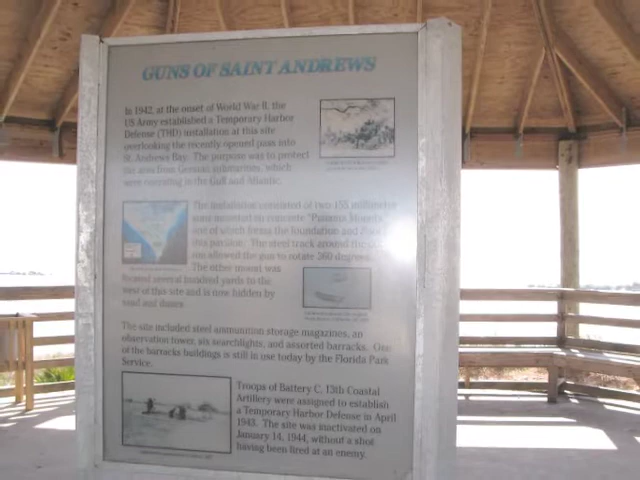 GUNS OF SAINT ANDREWS
In 1942, at the onset of World War II, the
US Army established a Temporary Harbor
Defense (THD) installation at this site
overlooking the recently opened pass into
St. Andrews Bay. The purpose was to protect
the area from German submarines, which
were operating in the Gulf and Atlantic.
The installation consisted of two 155 millimeter
guns mounted on concrete "Panama Mounts,"
one of which forms the foundation and floor
this pavilion. The steel track around the
allowed the gun to rotate 360 degrees.
The other mount was
located several hundred yards to the
west of this site and is now hidden by
sand and dunes.
The site included steel ammunition storage magazines, an
observation tower, six searchlights, and assorted barracks. One
of the barracks buildings is still in use today by the Florida Park
Service.
Troops of Battery C, 13th Coastal
Artillery were assigned to establish
a Temporary Harbor Defense in April
1943. The site was inactivated on
January 14, 1944, without a shot
having been fired at an enemy.